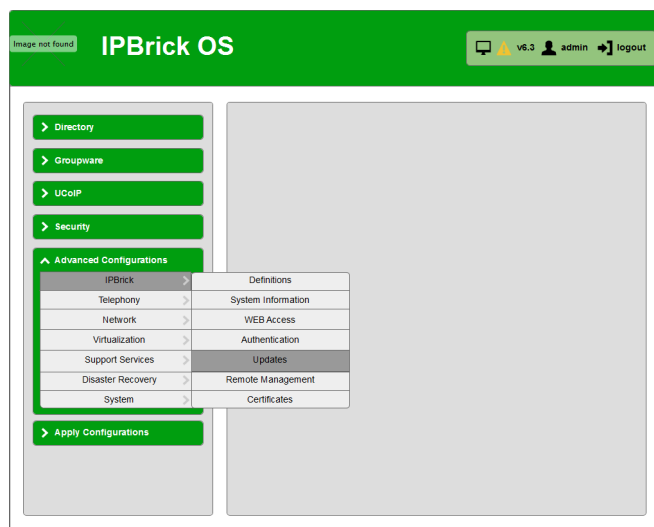 Image not found
IPBrick OS
v6.3 admin logout
Directory
Groupware
UCoIP
Security
Advanced Configurations
IPBrick
Definitions
Telephony
System Information
Network
WEB Access
Virtualization
Authentication
Support Services
Updates
Disaster Recovery
Remote Management
System
Certificates
Apply Configurations